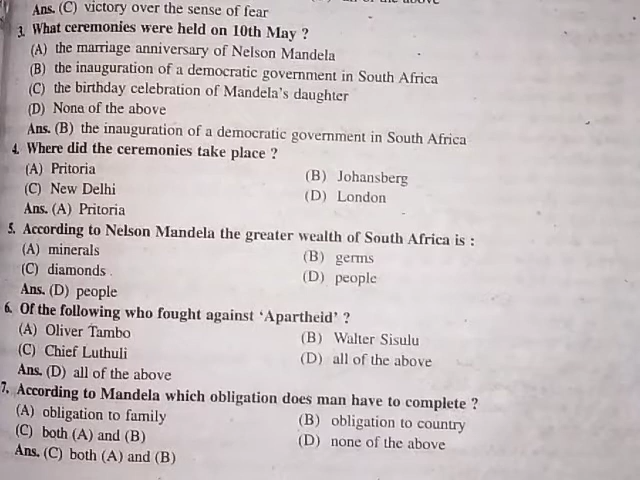 Ans. (C) victory over the sense of fear
3. What ceremonies were held on 10th May ?
(A) the marriage anniversary of Nelson Mandela
(B) the inauguration of a democratic government in South Africa
(C) the birthday celebration of Mandela's daughter
(D) None of the above
Ans. (B) the inauguration of a democratic government in South Africa
4. Where did the ceremonies take place ?
(A) Pritoria (B) Johansberg
(C) New Delhi (D) London
Ans. (A) Pritoria
5. According to Nelson Mandela the greater wealth of South Africa is :
(A) minerals (B) germs
(C) diamonds (D) people
Ans. (D) people
6. Of the following who fought against 'Apartheid' ?
(A) Oliver Tambo (B) Walter Sisulu
(C) Chief Luthuli (D) all of the above
Ans. (D) all of the above
7. According to Mandela which obligation does man have to complete ?
(A) obligation to family (B) obligation to country
(C) both (A) and (B) (D) none of the above
Ans. (C) both (A) and (B)